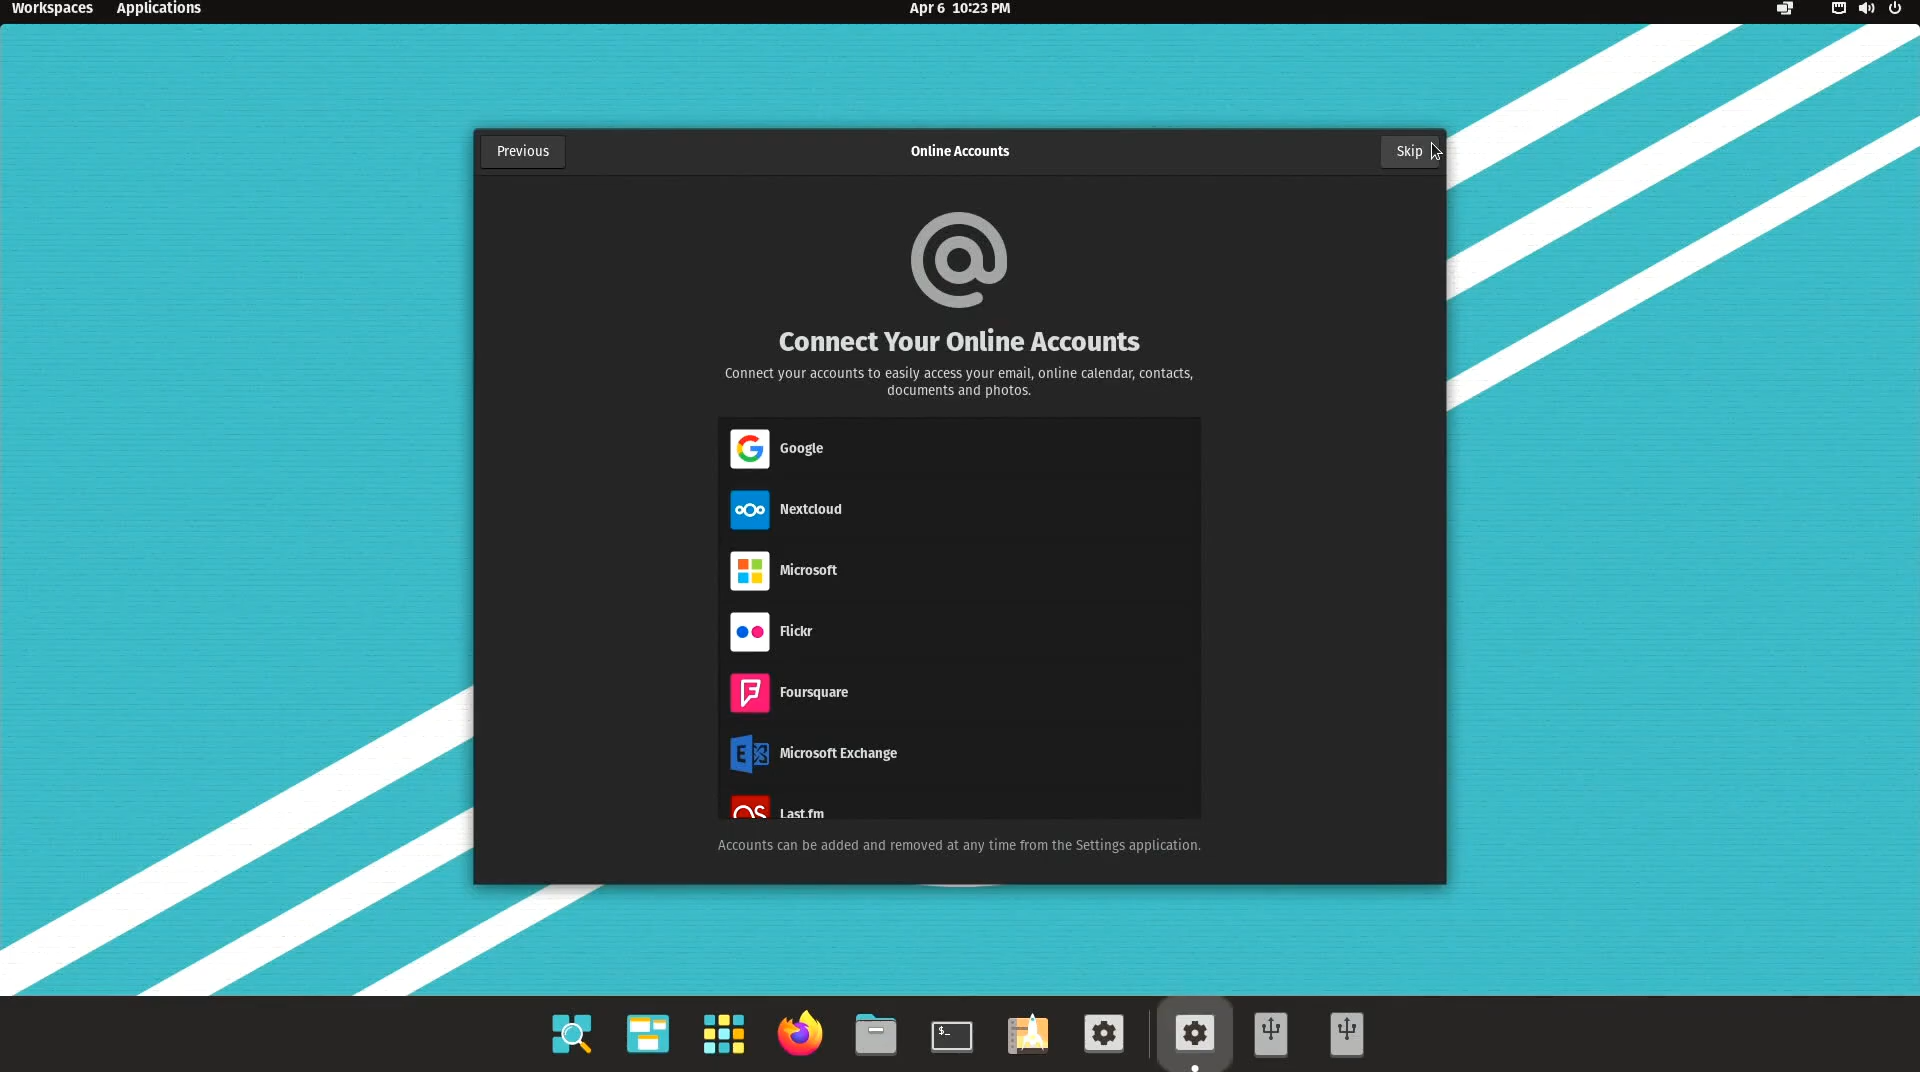 Workspaces Applications Apr 6 10:23 PM
Previous Online Accounts Skip
Connect Your Online Accounts
Connect your accounts to easily access your email, online calendar, contacts,
documents and photos.
Google
Nextcloud
Microsoft
Flickr
Foursquare
E
Microsoft Exchange
Last.fm
Accounts can be added and removed at any time from the Settings application.
$_